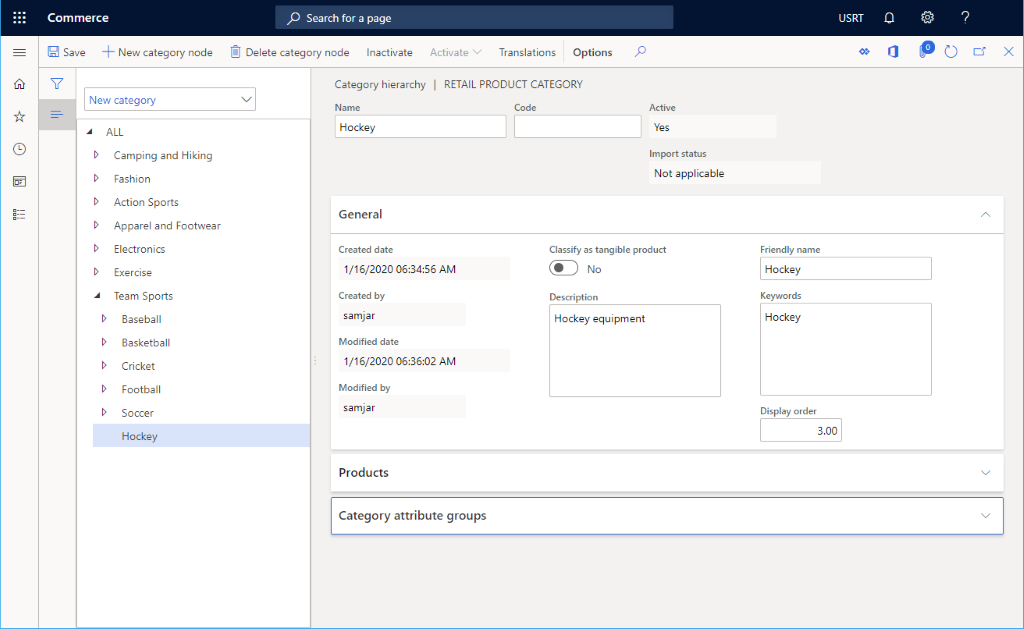 Commerce
Search for a page
USRT
?
Save
New category node
Delete category node
Inactivate
Activate
Translations
Options
0
New category
ALL
Camping and Hiking
Fashion
Action Sports
Apparel and Footwear
Electronics
Exercise
Team Sports
Baseball
Basketball
Cricket
Football
Soccer
Hockey
Category hierarchy | RETAIL PRODUCT CATEGORY
Name
Hockey
Code
Active
Yes
Import status
Not applicable
General
Created date
1/16/2020 06:34:56 AM
Created by
samjar
Modified date
1/16/2020 06:36:02 AM
Modified by
samjar
Classify as tangible product
No
Description
Hockey equipment
Friendly name
Hockey
Keywords
Hockey
Display order
3.00
Products
Category attribute groups